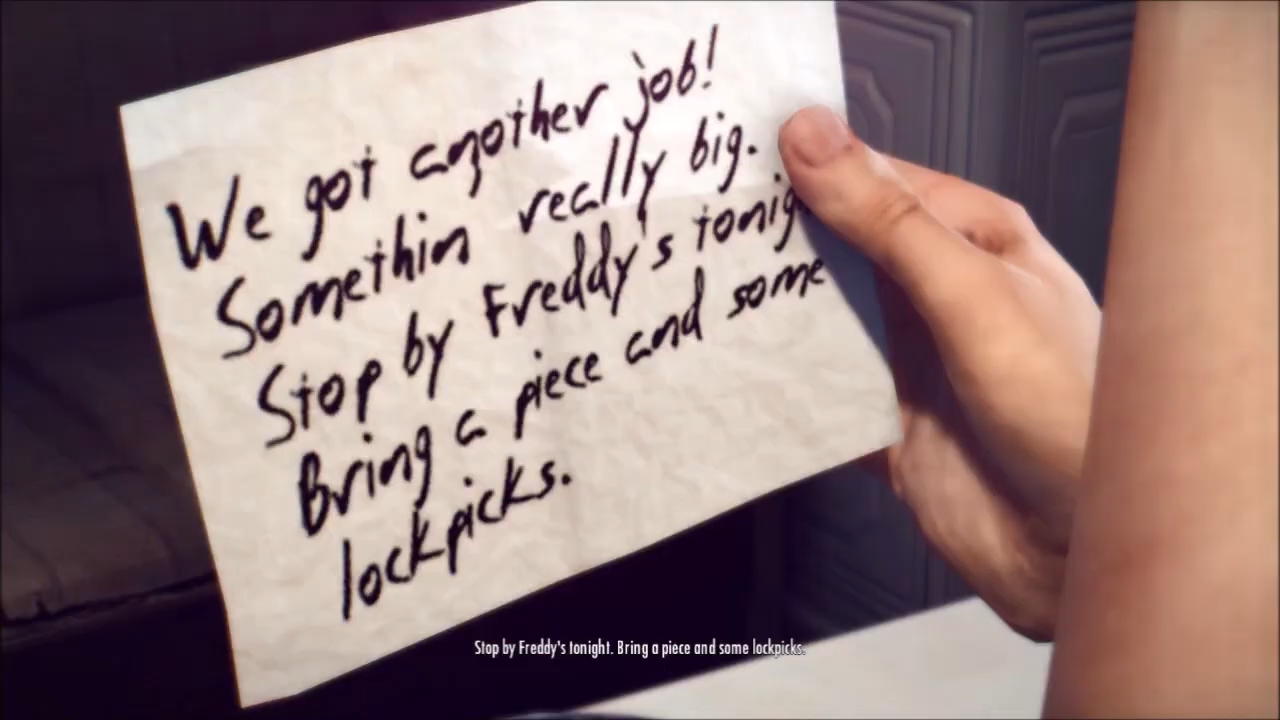 We got another job!
Somethin really big.
Stop by Freddy's tonig
Bring a piece and some
lockpicks.
Stop by Freddy's tonight. Bring a piece and some lockpicks.